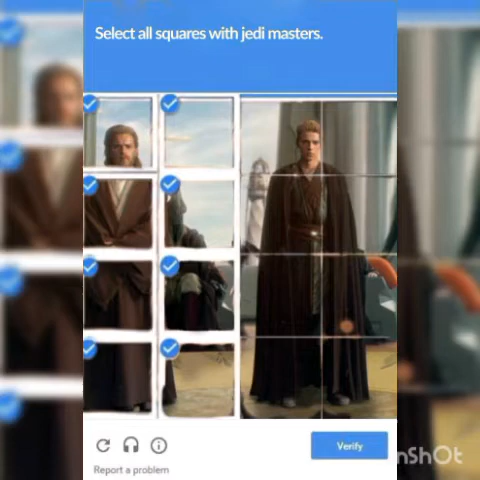 Select all squares with jedi masters.
Verify
Report a problem
nShOt